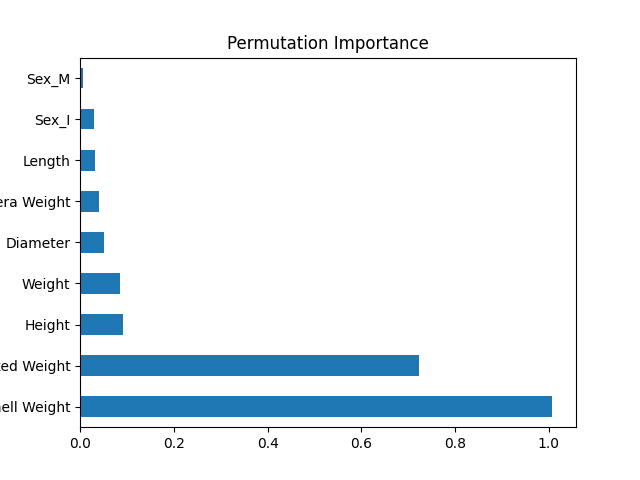 Permutation Importance
Sex_M
Sex_I
Length
era Weight
Diameter
Weight
Height
ed Weight
ell Weight
0.0 0.2 0.4 0.6 0.8 1.0